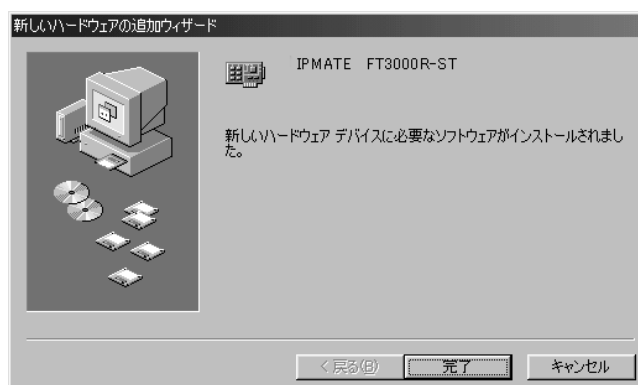 新しいハードウェアの追加ウィザード
IPMATE FT3000R-ST
新しいハードウェア デバイスに必要なソフトウェアがインストールされまし
た。
< 戻る(B)
完了
キャンセル